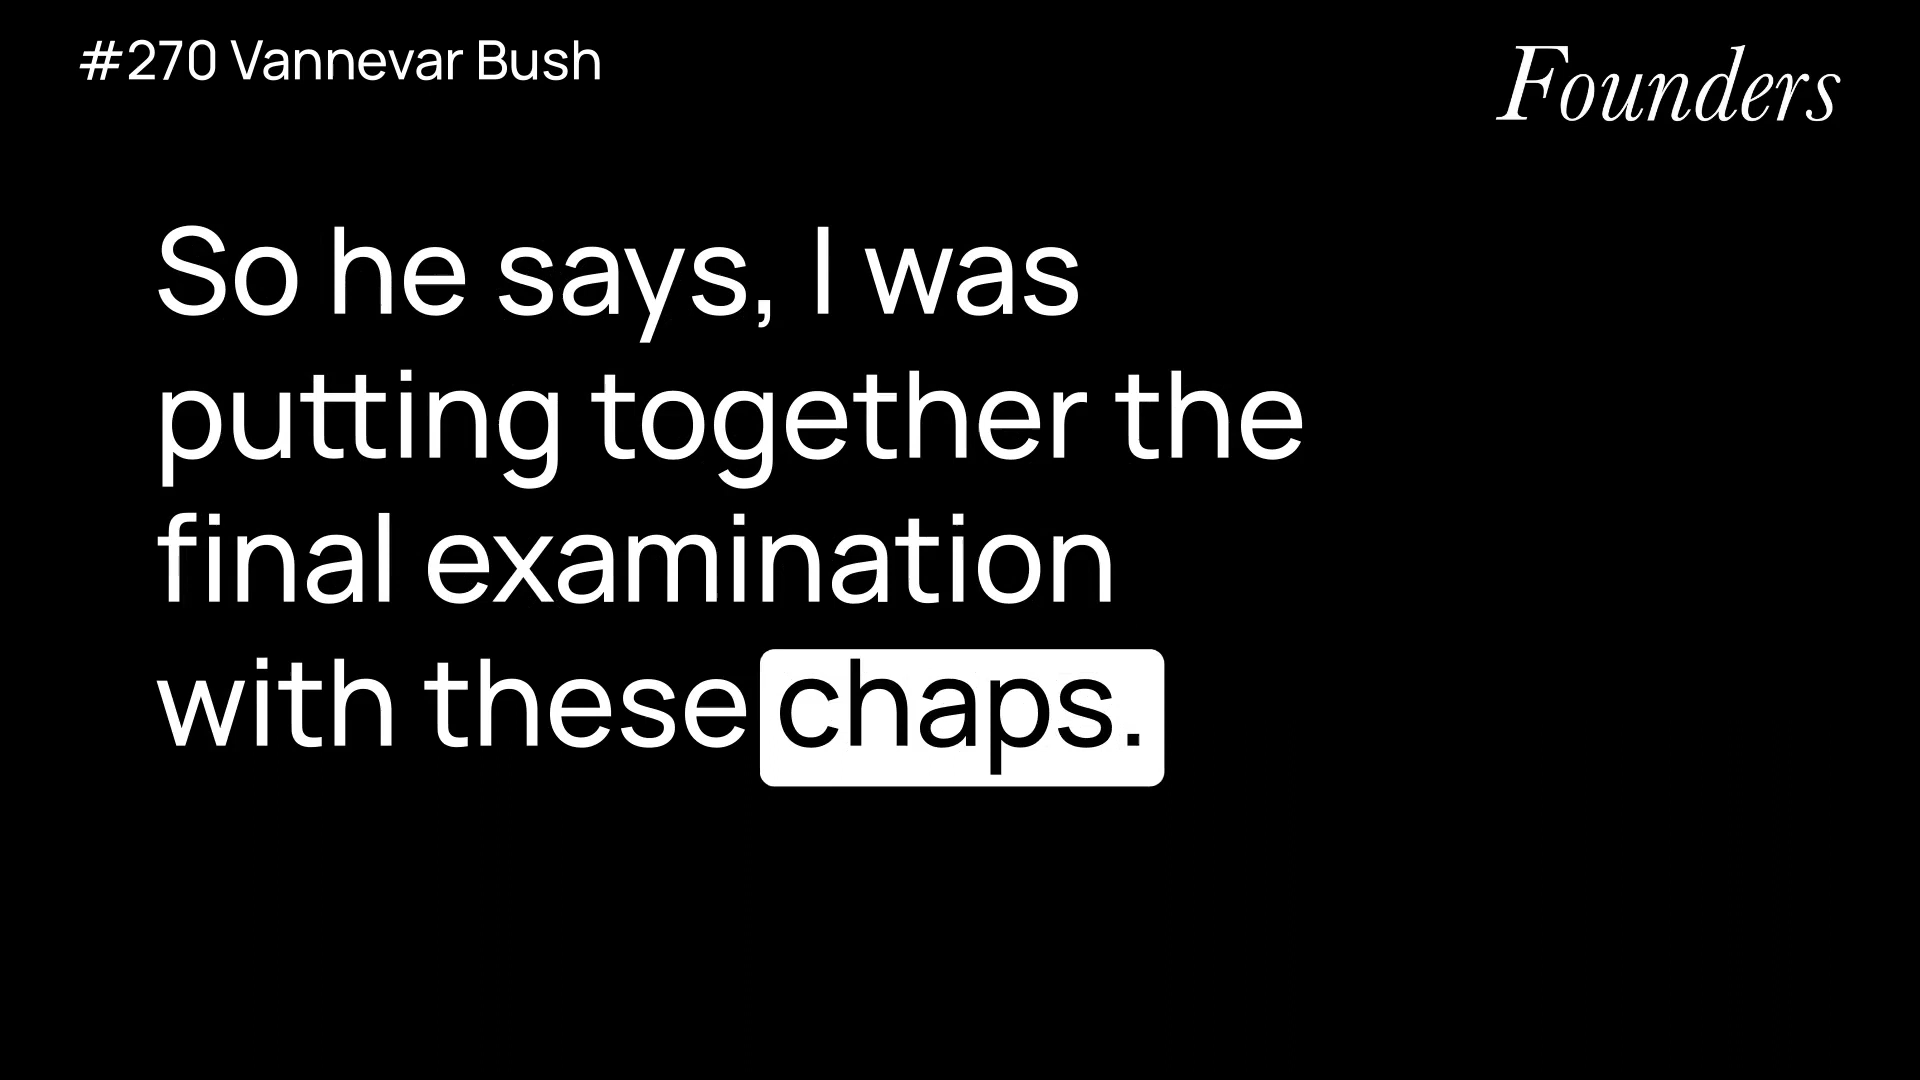 #270 Vannevar Bush
Founders
So he says, I was
putting together the
final examination
with these chaps.